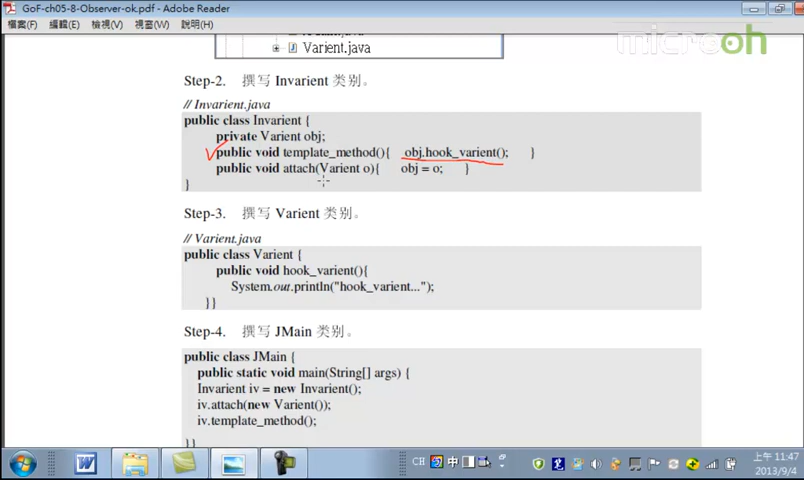 GoF-ch05-8-Observer-ok.pdf - Adobe Reader
檔案(F) 編輯(E) 檢視(V) 視窗(W) 說明(H)
microoh
Varient.java
Step-2. 撰写 Invarient 类别。
// Invarient.java
public class Invarient {
private Varient obj;
public void template_method(){ obj.hook_varient(); }
public void attach(Varient o){ obj = o; }
}
Step-3. 撰写 Varient 类别。
// Varient.java
public class Varient {
public void hook_varient(){
System.out.println("hook_varient...");
}}
Step-4. 撰写 JMain 类别。
public class JMain {
public static void main(String[] args) {
Invarient iv = new Invarient();
iv.attach(new Varient());
iv.template_method();
}}
CH 中
上午 11:47
2013/9/4